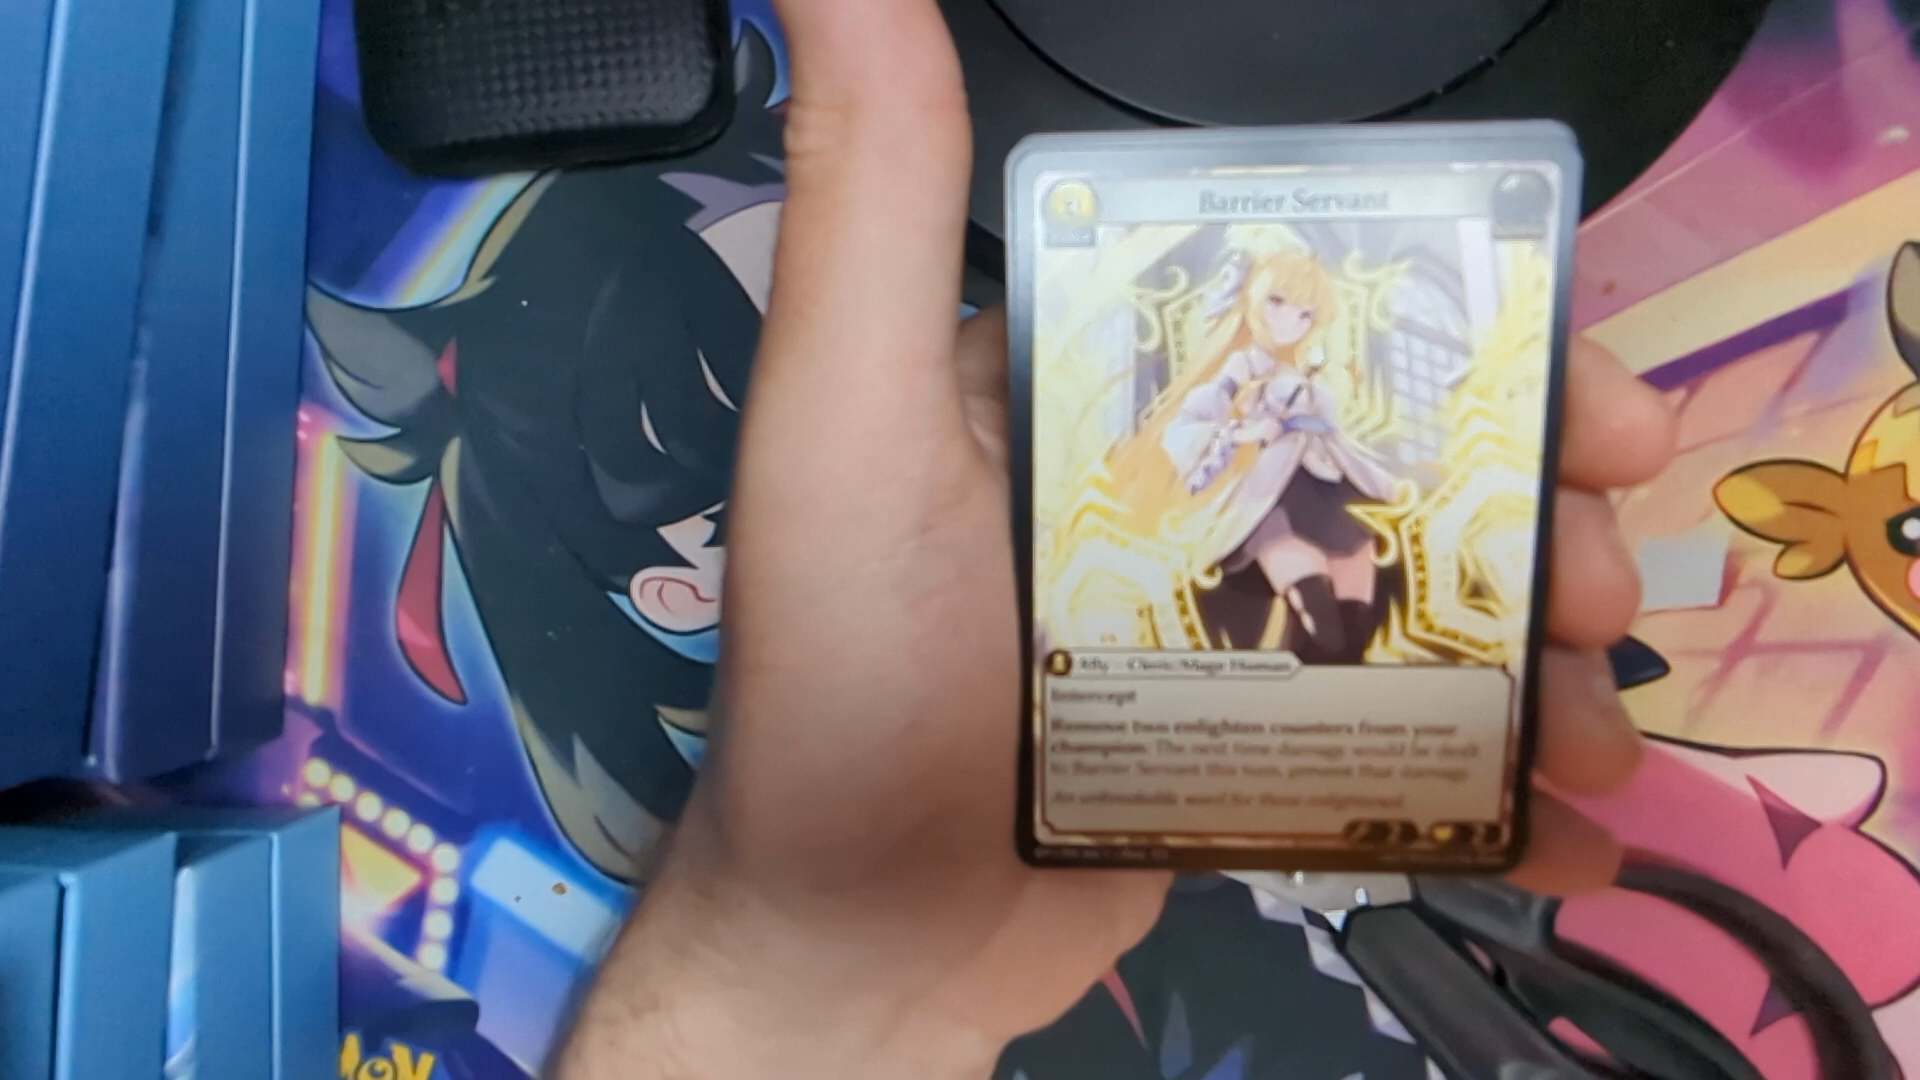 Barrier Servant
Ally - Cleric/Mage Human
Intercept
Remove two enlighten counters from your
champion: The next time damage would be dealt
to Barrier Servant this turn, prevent that damage.
An unbreakable ward for those enlightened.